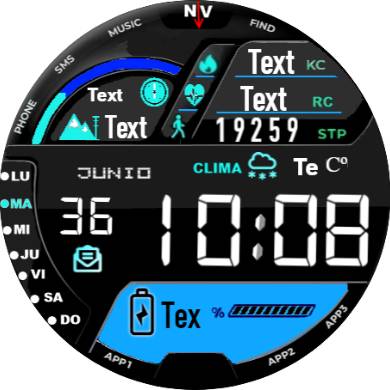 NV
MUSIC
FIND
SMS
PHONE
Text
Text
Text KC
Text RC
19259 STP
JUNIO
CLIMA
Te Cº
LU
MA
MI
JU
VI
SA
DO
36
10:08
Tex %
APP1
APP2
APP3